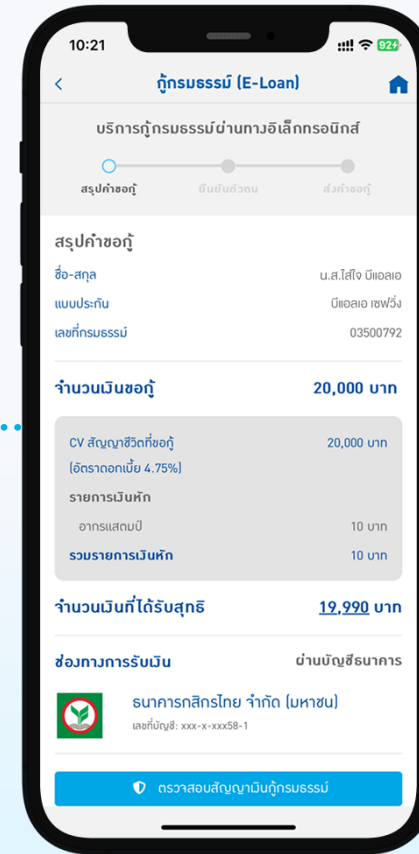 10:21
92
กู้กรมธรรม์ (E-Loan)
บริการกู้กรมธรรม์ผ่านทางอิเล็กทรอนิกส์
สรุปคำขอกู้ ยืนยันตัวตน ส่งคำขอกู้
สรุปคำขอกู้
ชื่อ-สกุล น.ส.ใส่ใจ บีแอลเอ
แบบประกัน บีแอลเอ เซฟวิ่ง
เลขที่กรมธรรม์ 03500792
จำนวนเงินขอกู้ 20,000 บาท
CV สัญญาชีวิตที่ขอกู้ 20,000 บาท
(อัตราดอกเบี้ย 4.75%)
รายการเงินหัก
อากรแสตมป์ 10 บาท
รวมรายการเงินหัก 10 บาท
จำนวนเงินที่ได้รับสุทธิ 19,990 บาท
ช่องทางการรับเงิน ผ่านบัญชีธนาคาร
ธนาคารกสิกรไทย จำกัด (มหาชน)
เลขที่บัญชี: xxx-x-xxx58-1
ตรวจสอบสัญญาเงินกู้กรมธรรม์